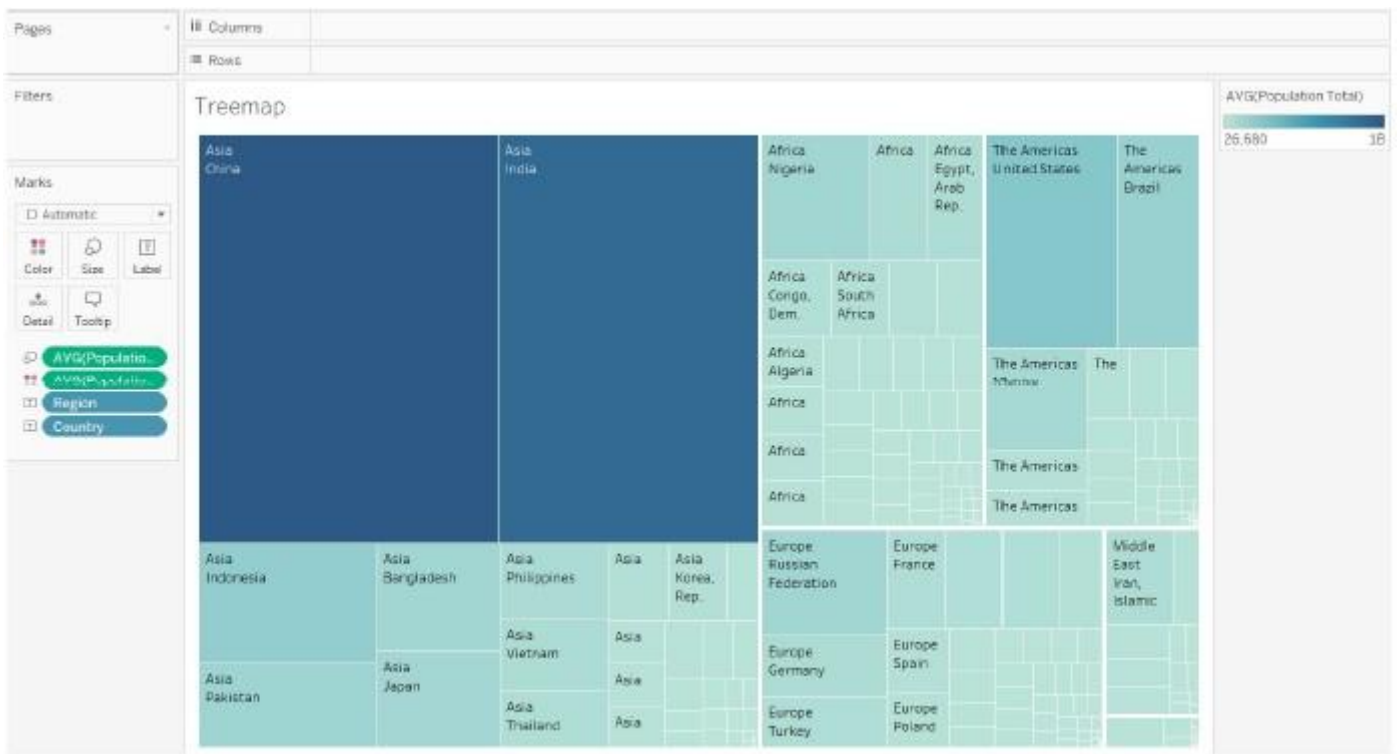 Pages
Columns
Rows
Filters
Marks
Automatic
Color
Size
Label
Detail
Tooltip
AVG(Populatio..
AVG(Populatio..
Region
Country
Treemap
Asia
China
Asia
India
Asia
Indonesia
Asia
Pakistan
Asia
Bangladesh
Asia
Japan
Asia
Philippines
Asia
Vietnam
Asia
Thailand
Asia
Asia
Asia
Asia
Asia
Korea,
Rep..
Africa
Nigeria
Africa
Africa
Egypt,
Arab
Rep.
Africa
Congo,
Dem.
Africa
South
Africa
Africa
Algeria
Africa
Africa
Africa
The Americas
United States
The
Americas
Brazil
The Americas
The
The Americas
The Americas
Europe
Russian
Federation
Europe
Germany
Europe
Turkey
Europe
France
Europe
Spain
Europe
Poland
Middle
East
Iran,
Islamic
AVG(Population Total)
26,680
1B